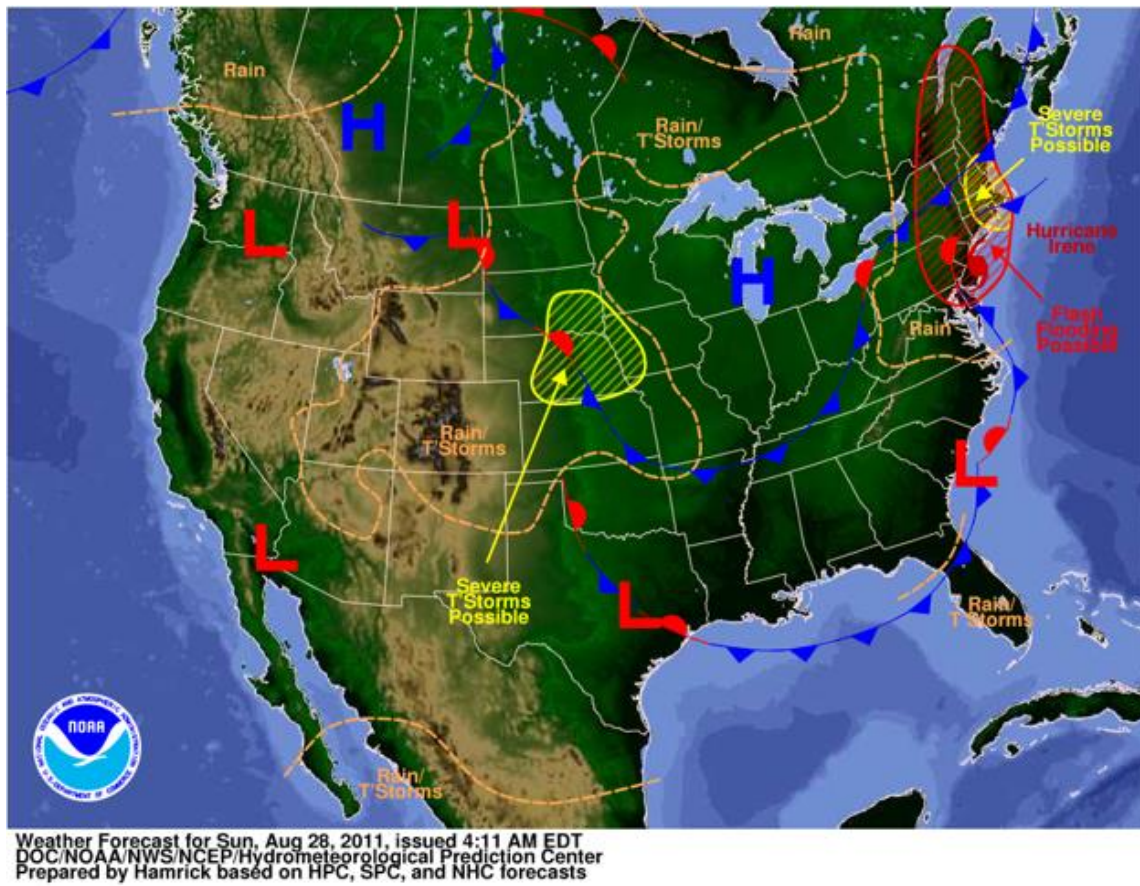 Rain
Rain
H
Rain/
T'Storms
Severe
T'Storms
Possible
L
L
Hurricane
Irene
H
Flash
Flooding
Possible
Rain
Rain/
T'Storms
L
L
Severe
T'Storms
Possible
L
Rain/
T'Storms
NOAA
Rain/
T'Storms
Weather Forecast for Sun, Aug 28, 2011, issued 4:11 AM EDT
DOC/NOAA/NWS/NCEP/Hydrometeorological Prediction Center
Prepared by Hamrick based on HPC, SPC, and NHC forecasts